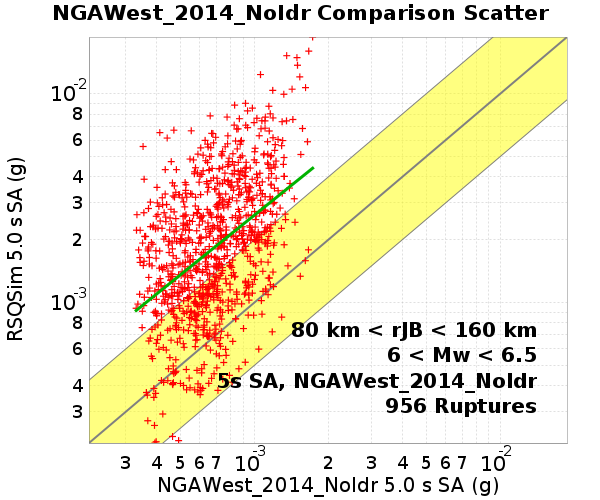 NGAWest_2014_NoIdr Comparison Scatter
RSQSim 5.0 s SA (g)
10⁻²
8
6
4
3
2
10⁻³
8
6
4
3
80 km < rJB < 160 km
6 < Mw < 6.5
5s SA, NGAWest_2014_NoIdr
956 Ruptures
3 4 5 6 7 10⁻³ 2 3 4 5 6 7 10⁻²
NGAWest_2014_NoIdr 5.0 s SA (g)